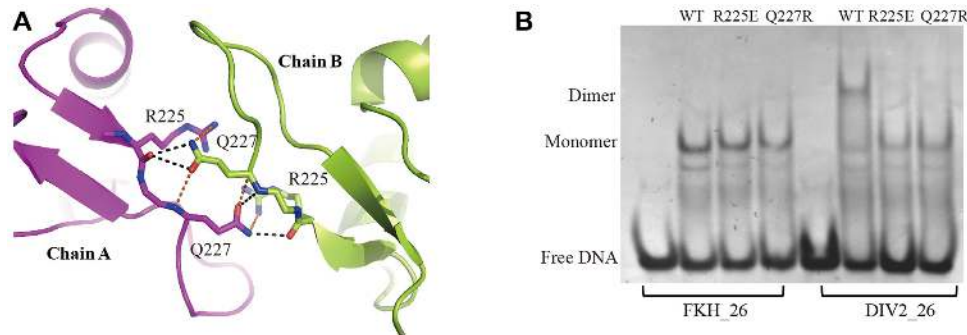 A
Chain B
R225
Q227
R225
Chain A
Q227
B
WT R225E Q227R WT R225E Q227R
Dimer
Monomer
Free DNA
FKH_26 DIV2_26